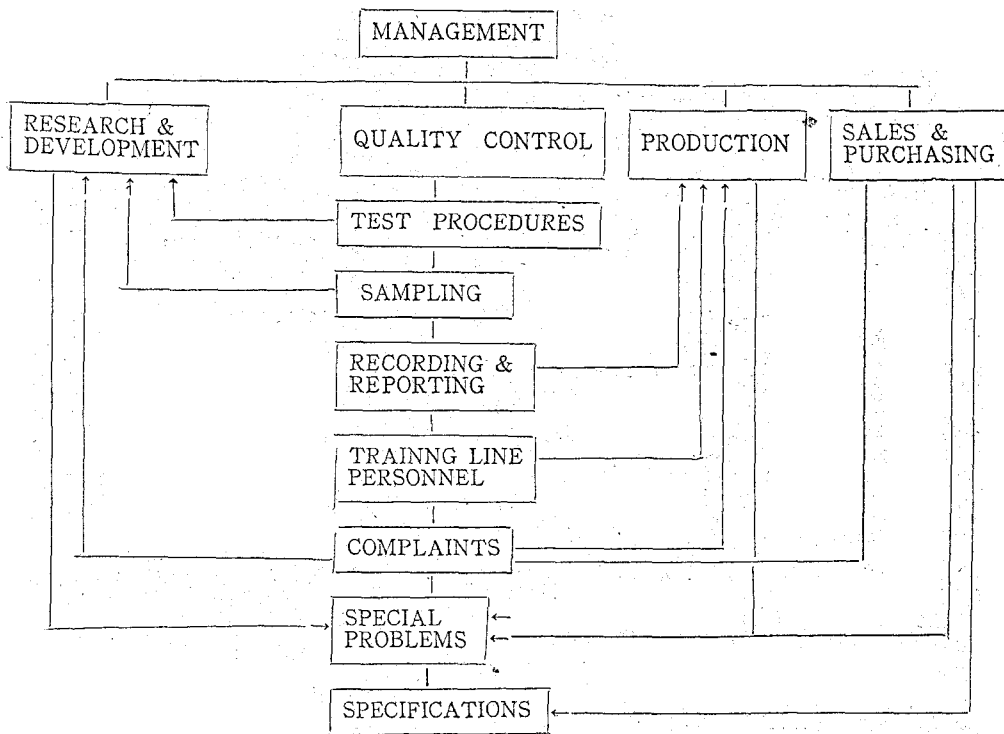 MANAGEMENT
RESEARCH &
DEVELOPMENT
QUALITY CONTROL
PRODUCTION
SALES &
PURCHASING
TEST PROCEDURES
SAMPLING
RECORDING &
REPORTING
TRAINNG LINE
PERSONNEL
COMPLAINTS
SPECIAL
PROBLEMS
SPECIFICATIONS